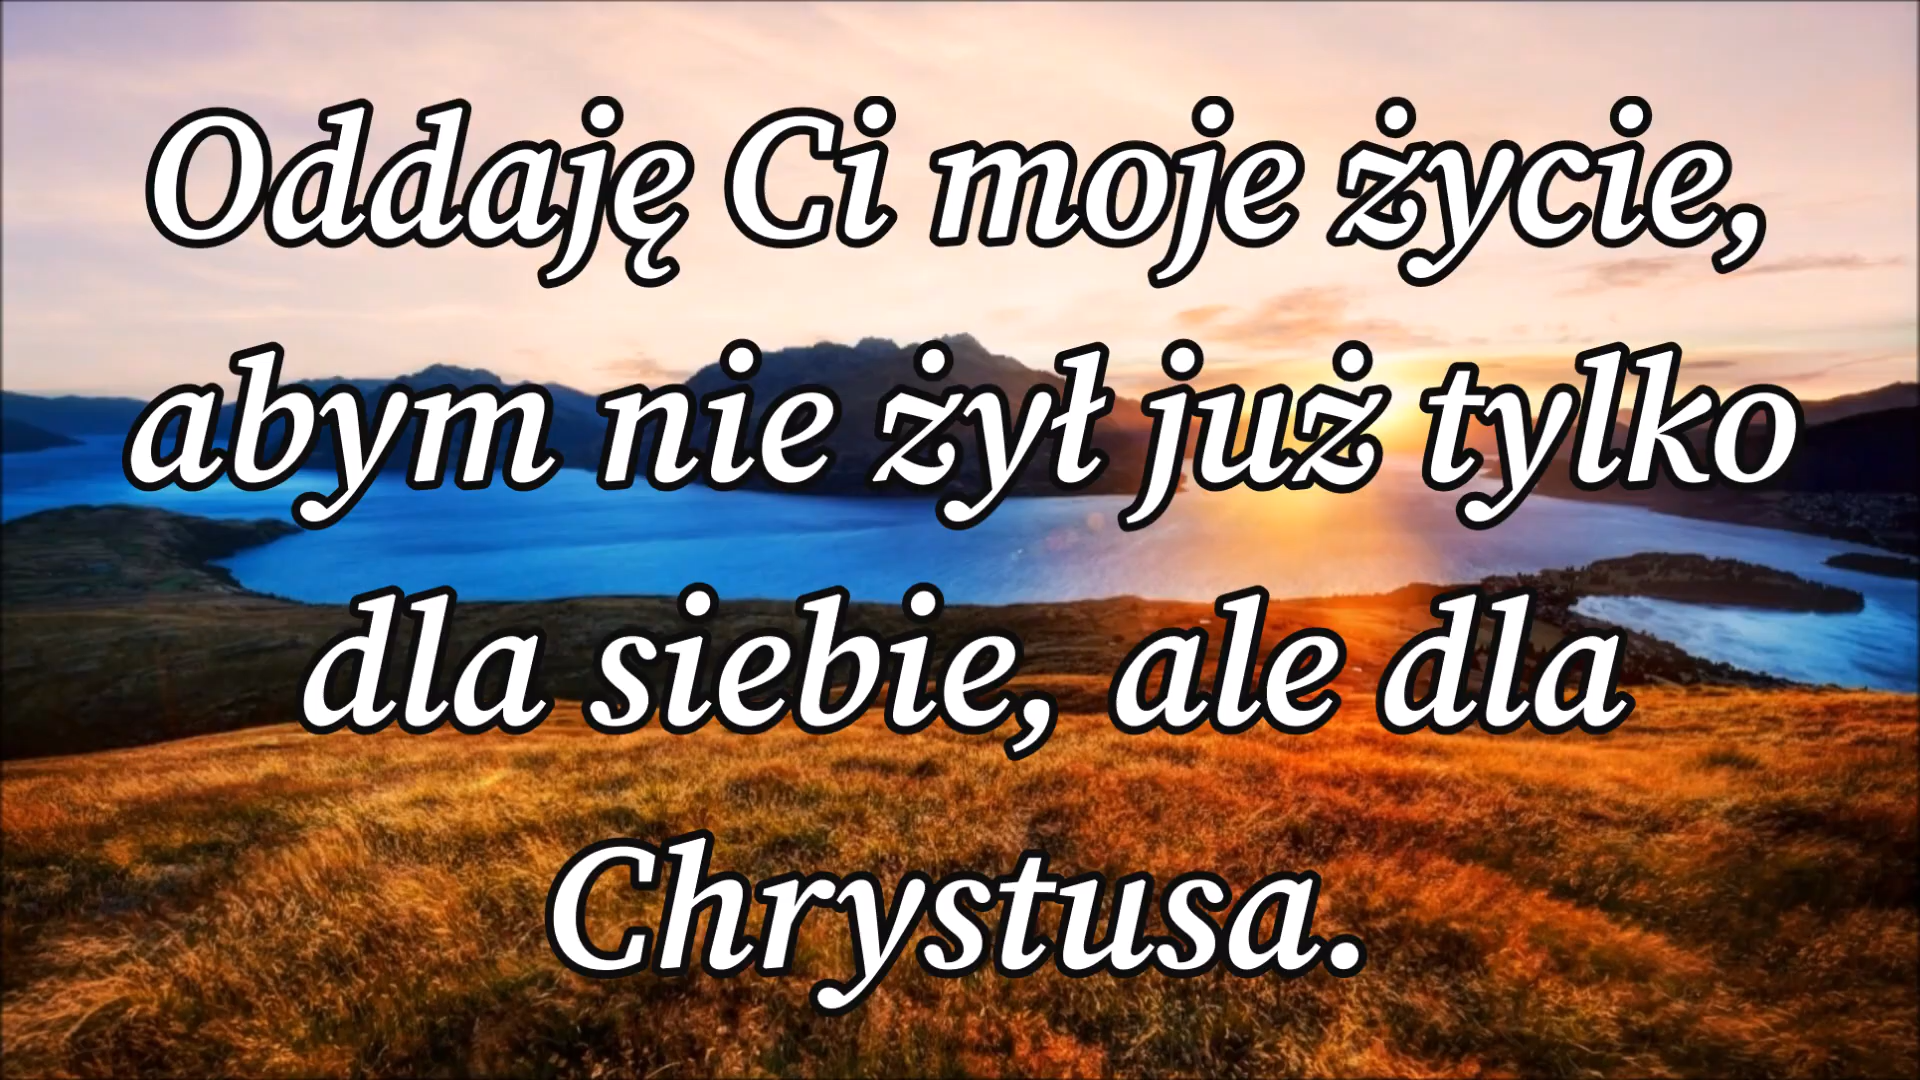 Oddaję Ci moje życie,
abym nie żył już tylko
dla siebie, ale dla
Chrystusa.